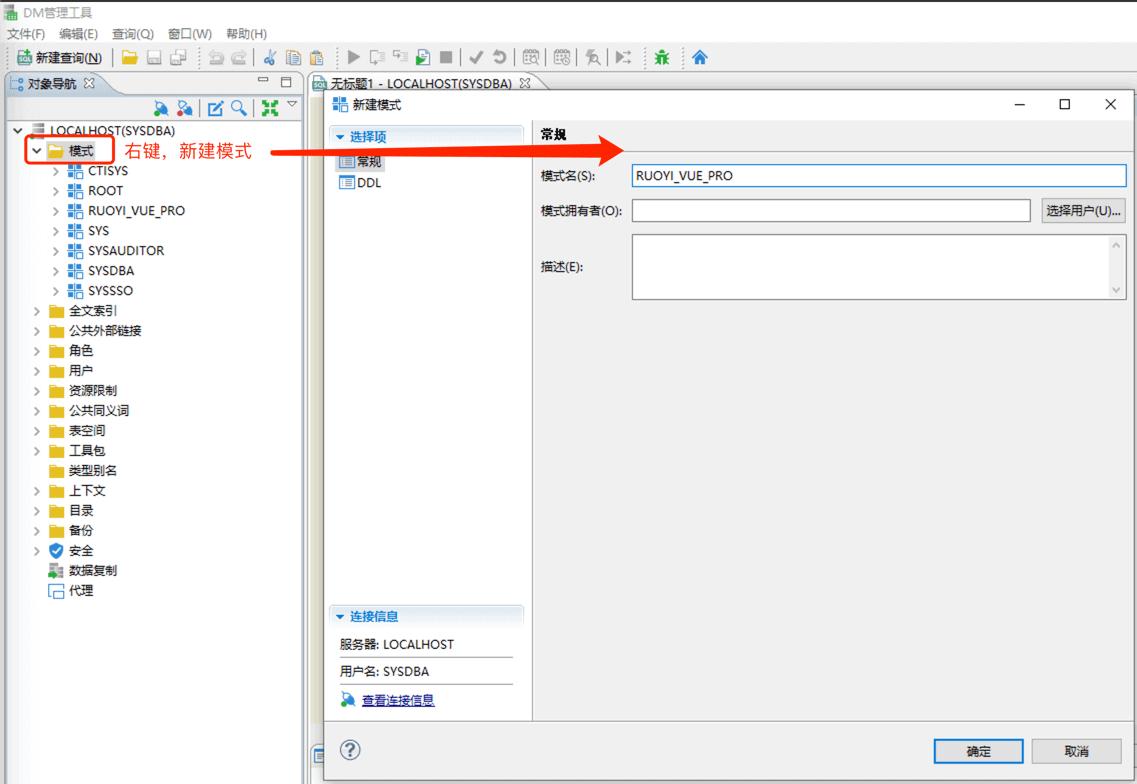 DM管理工具
文件(F) 编辑(E) 查询(Q) 窗口(W) 帮助(H)
新建查询(N)
对象导航
无标题1 - LOCALHOST(SYSDBA)
LOCALHOST(SYSDBA)
模式
右键，新建模式
CTISYS
ROOT
RUOYI_VUE_PRO
SYS
SYSAUDITOR
SYSDBA
SYSSSO
全文索引
公共外部链接
角色
用户
资源限制
公共同义词
表空间
工具包
类型别名
上下文
目录
备份
安全
数据复制
代理
新建模式
选择项
常规
DDL
连接信息
服务器: LOCALHOST
用户名: SYSDBA
查看连接信息
常规
模式名(S): RUOYI_VUE_PRO
模式拥有者(O): 选择用户(U)...
描述(E):
确定 取消